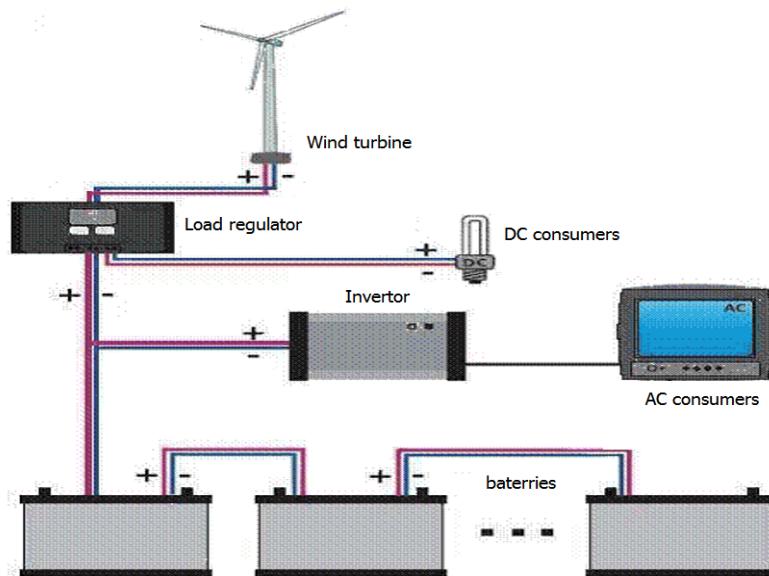 Wind turbine
+ -
Load regulator
+
-
DC
DC consumers
+ -
Invertor
+
-
AC
AC consumers
+ -
+ -
baterries